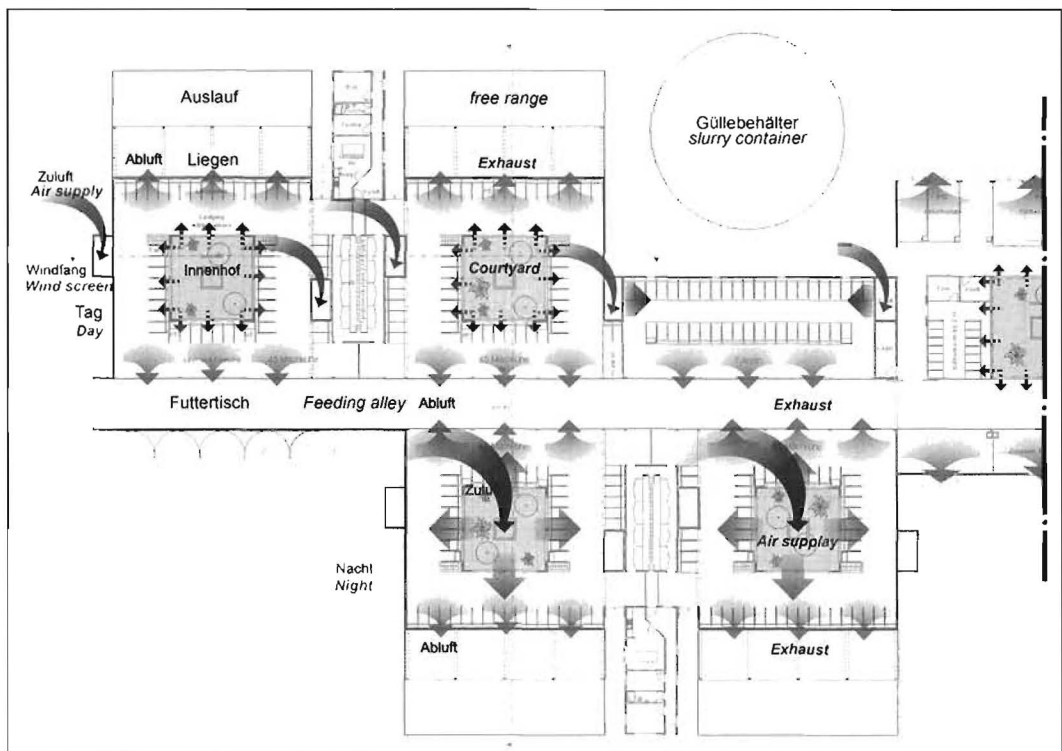 Auslauf
free range
Güllebehälter
slurry container
Abluft
Liegen
Exhaust
Zuluft
Air supply
Innenhof
Courtyard
Windfang
Wind screen
Tag
Day
Futtertisch
Feeding alley
Abluft
Exhaust
Zulu
Air supplay
Nacht
Night
Abluft
Exhaust